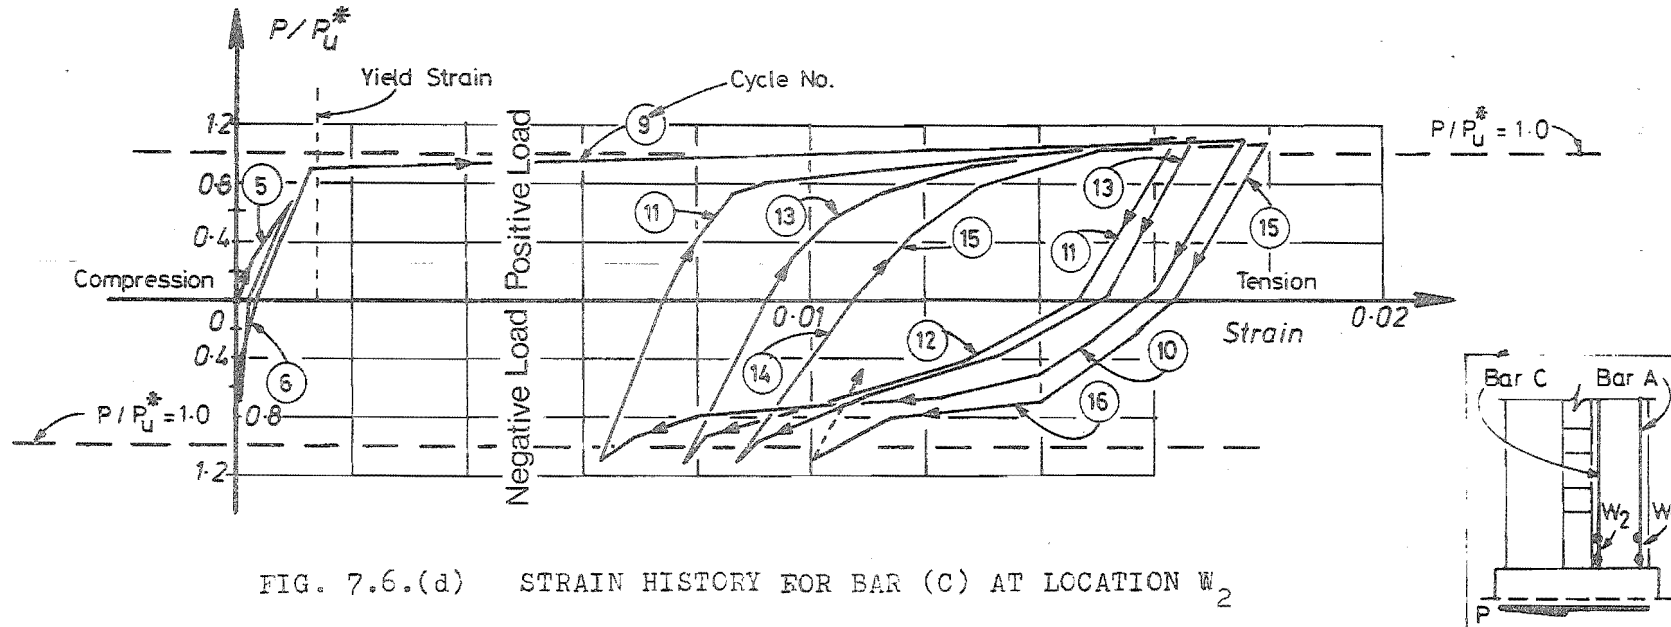 P/P*u
Yield Strain
Cycle No.
1.2
9
P/P*u = 1.0
0.8
5
Positive Load
11
13
13
15
0.4
15
11
Compression
Tension
0
0.01
Strain
0.02
0.4
6
Negative Load
14
12
10
P/P*u = 1.0
0.8
16
1.2
Bar C
Bar A
W2
W
P
FIG. 7.6.(d) STRAIN HISTORY FOR BAR (C) AT LOCATION W2